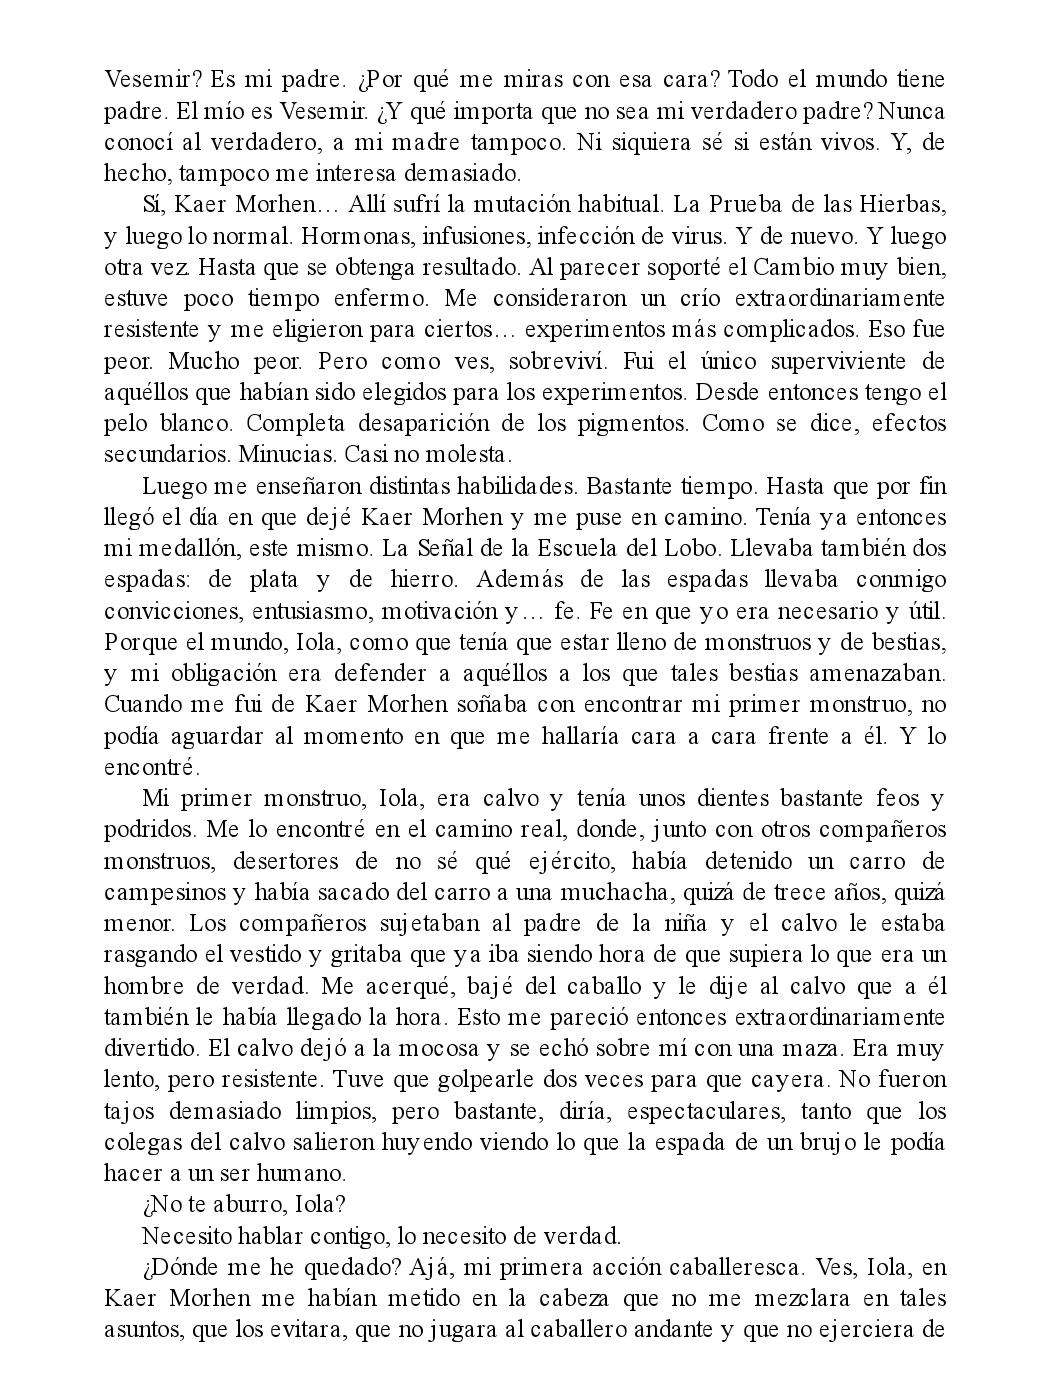 Vesemir? Es mi padre. ¿Por qué me miras con esa cara? Todo el mundo tiene
padre. El mío es Vesemir. ¿Y qué importa que no sea mi verdadero padre? Nunca
conocí al verdadero, a mi madre tampoco. Ni siquiera sé si están vivos. Y, de
hecho, tampoco me interesa demasiado.
Sí, Kaer Morhen… Allí sufrí la mutación habitual. La Prueba de las Hierbas,
y luego lo normal. Hormonas, infusiones, infección de virus. Y de nuevo. Y luego
otra vez. Hasta que se obtenga resultado. Al parecer soporté el Cambio muy bien,
estuve poco tiempo enfermo. Me consideraron un crío extraordinariamente
resistente y me eligieron para ciertos… experimentos más complicados. Eso fue
peor. Mucho peor. Pero como ves, sobreviví. Fui el único superviviente de
aquéllos que habían sido elegidos para los experimentos. Desde entonces tengo el
pelo blanco. Completa desaparición de los pigmentos. Como se dice, efectos
secundarios. Minucias. Casi no molesta.
Luego me enseñaron distintas habilidades. Bastante tiempo. Hasta que por fin
llegó el día en que dejé Kaer Morhen y me puse en camino. Tenía ya entonces
mi medallón, este mismo. La Señal de la Escuela del Lobo. Llevaba también dos
espadas: de plata y de hierro. Además de las espadas llevaba conmigo
convicciones, entusiasmo, motivación y… fe. Fe en que yo era necesario y útil.
Porque el mundo, Iola, como que tenía que estar lleno de monstruos y de bestias,
y mi obligación era defender a aquéllos a los que tales bestias amenazaban.
Cuando me fui de Kaer Morhen soñaba con encontrar mi primer monstruo, no
podía aguardar al momento en que me hallaría cara a cara frente a él. Y lo
encontré.
Mi primer monstruo, Iola, era calvo y tenía unos dientes bastante feos y
podridos. Me lo encontré en el camino real, donde, junto con otros compañeros
monstruos, desertores de no sé qué ejército, había detenido un carro de
campesinos y había sacado del carro a una muchacha, quizá de trece años, quizá
menor. Los compañeros sujetaban al padre de la niña y el calvo le estaba
rasgando el vestido y gritaba que ya iba siendo hora de que supiera lo que era un
hombre de verdad. Me acerqué, bajé del caballo y le dije al calvo que a él
también le había llegado la hora. Esto me pareció entonces extraordinariamente
divertido. El calvo dejó a la mocosa y se echó sobre mí con una maza. Era muy
lento, pero resistente. Tuve que golpearle dos veces para que cayera. No fueron
tajos demasiado limpios, pero bastante, diría, espectaculares, tanto que los
colegas del calvo salieron huyendo viendo lo que la espada de un brujo le podía
hacer a un ser humano.
¿No te aburro, Iola?
Necesito hablar contigo, lo necesito de verdad.
¿Dónde me he quedado? Ajá, mi primera acción caballeresca. Ves, Iola, en
Kaer Morhen me habían metido en la cabeza que no me mezclara en tales
asuntos, que los evitara, que no jugara al caballero andante y que no ejerciera de